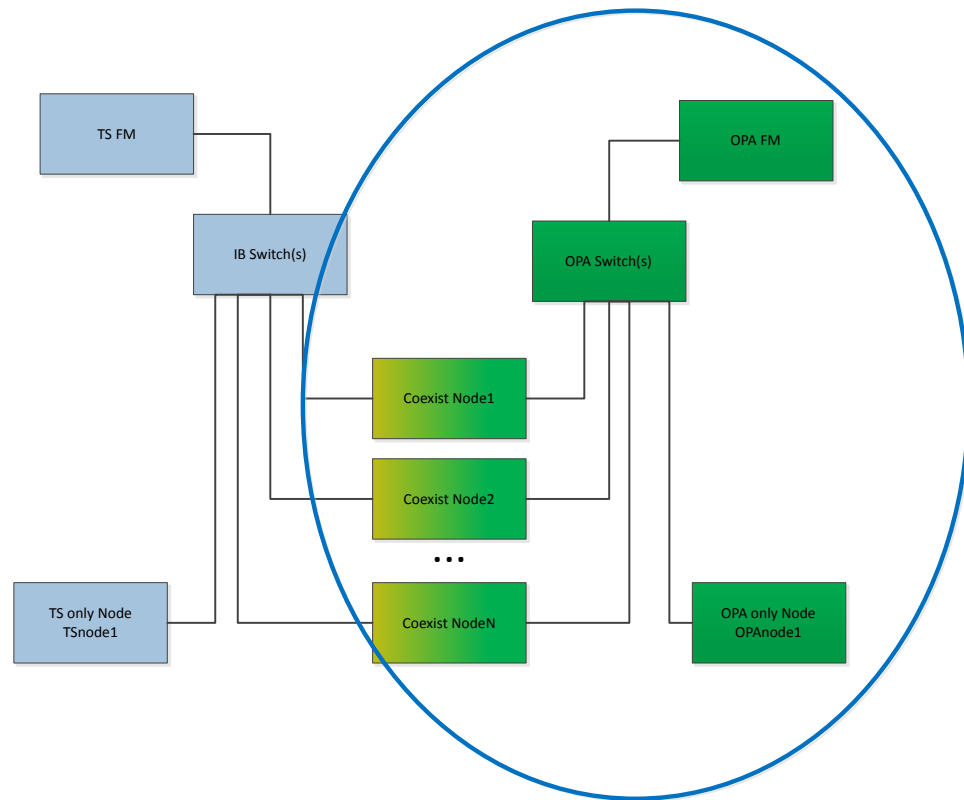 TS FM
OPA FM
IB Switch(s)
OPA Switch(s)
Coexist Node1
Coexist Node2
...
Coexist NodeN
TS only Node
TSnode1
OPA only Node
OPAnode1